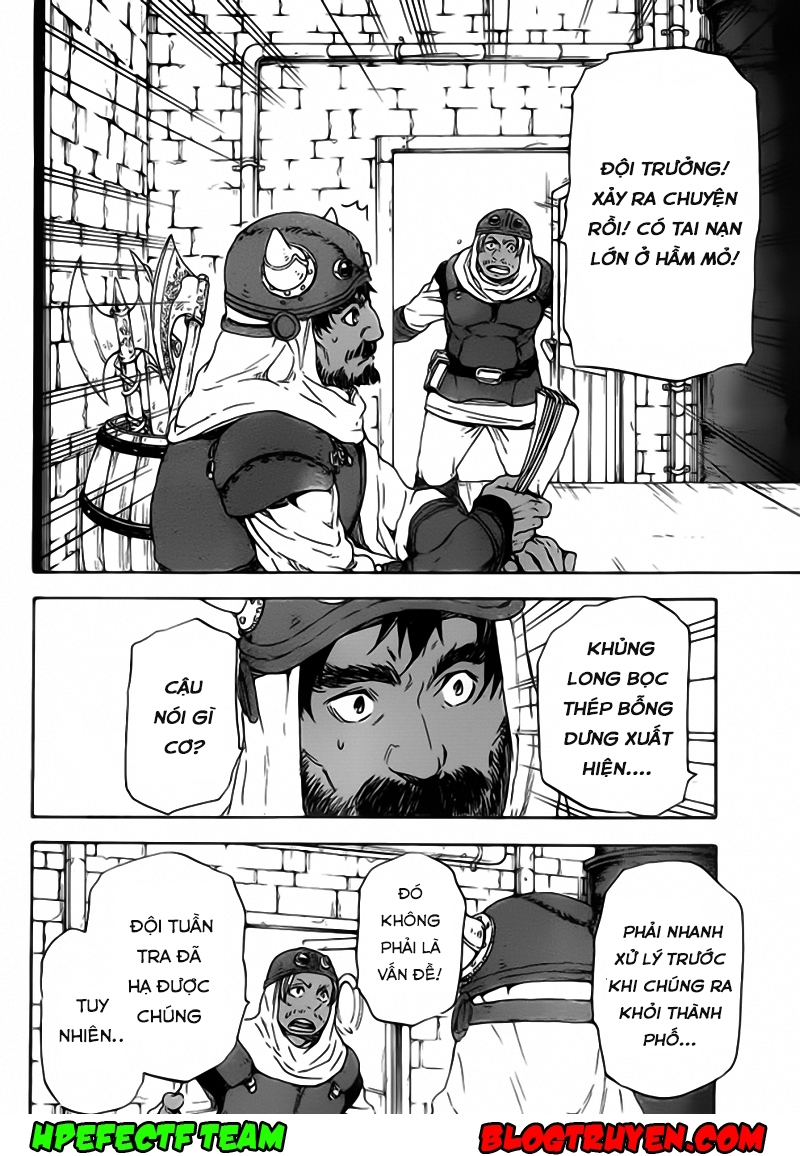 ĐỘI TRƯỞNG!
XẢY RA CHUYỆN
RỒI! CÓ TAI NẠN
LỚN Ở HẦM MỎ!
KHỦNG
LONG BỌC
THÉP BỖNG
DƯNG XUẤT
HIỆN....
CẬU
NÓI GÌ
CƠ?
PHẢI NHANH
XỬ LÝ TRƯỚC
KHI CHÚNG RA
KHỎI THÀNH
PHỐ...
ĐÓ
KHÔNG
PHẢI LÀ
VẤN ĐỀ!
ĐỘI TUẦN
TRA ĐÃ
HẠ ĐƯỢC
CHÚNG
TUY
NHIÊN..
HPEFECTF TEAM
BLOGTRUYEN.COM